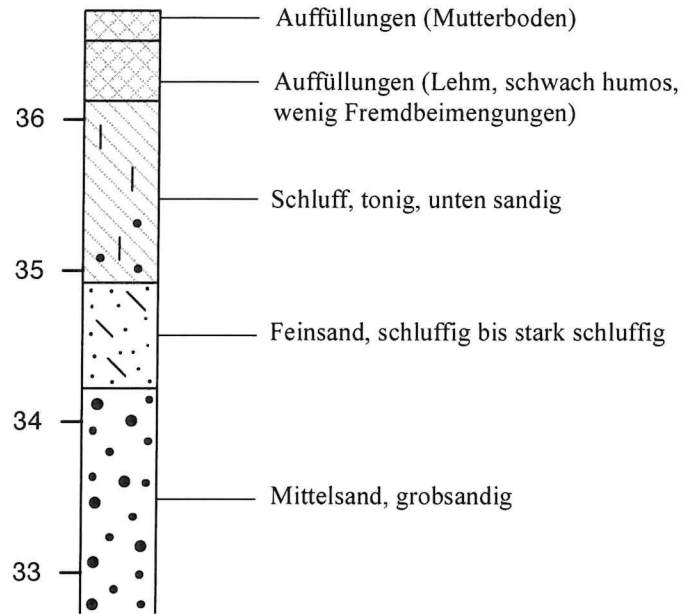 Auffüllungen (Mutterboden)
Auffüllungen (Lehm, schwach humos,
wenig Fremdbeimengungen)
36
Schluff, tonig, unten sandig
35
Feinsand, schluffig bis stark schluffig
34
Mittelsand, grobsandig
33